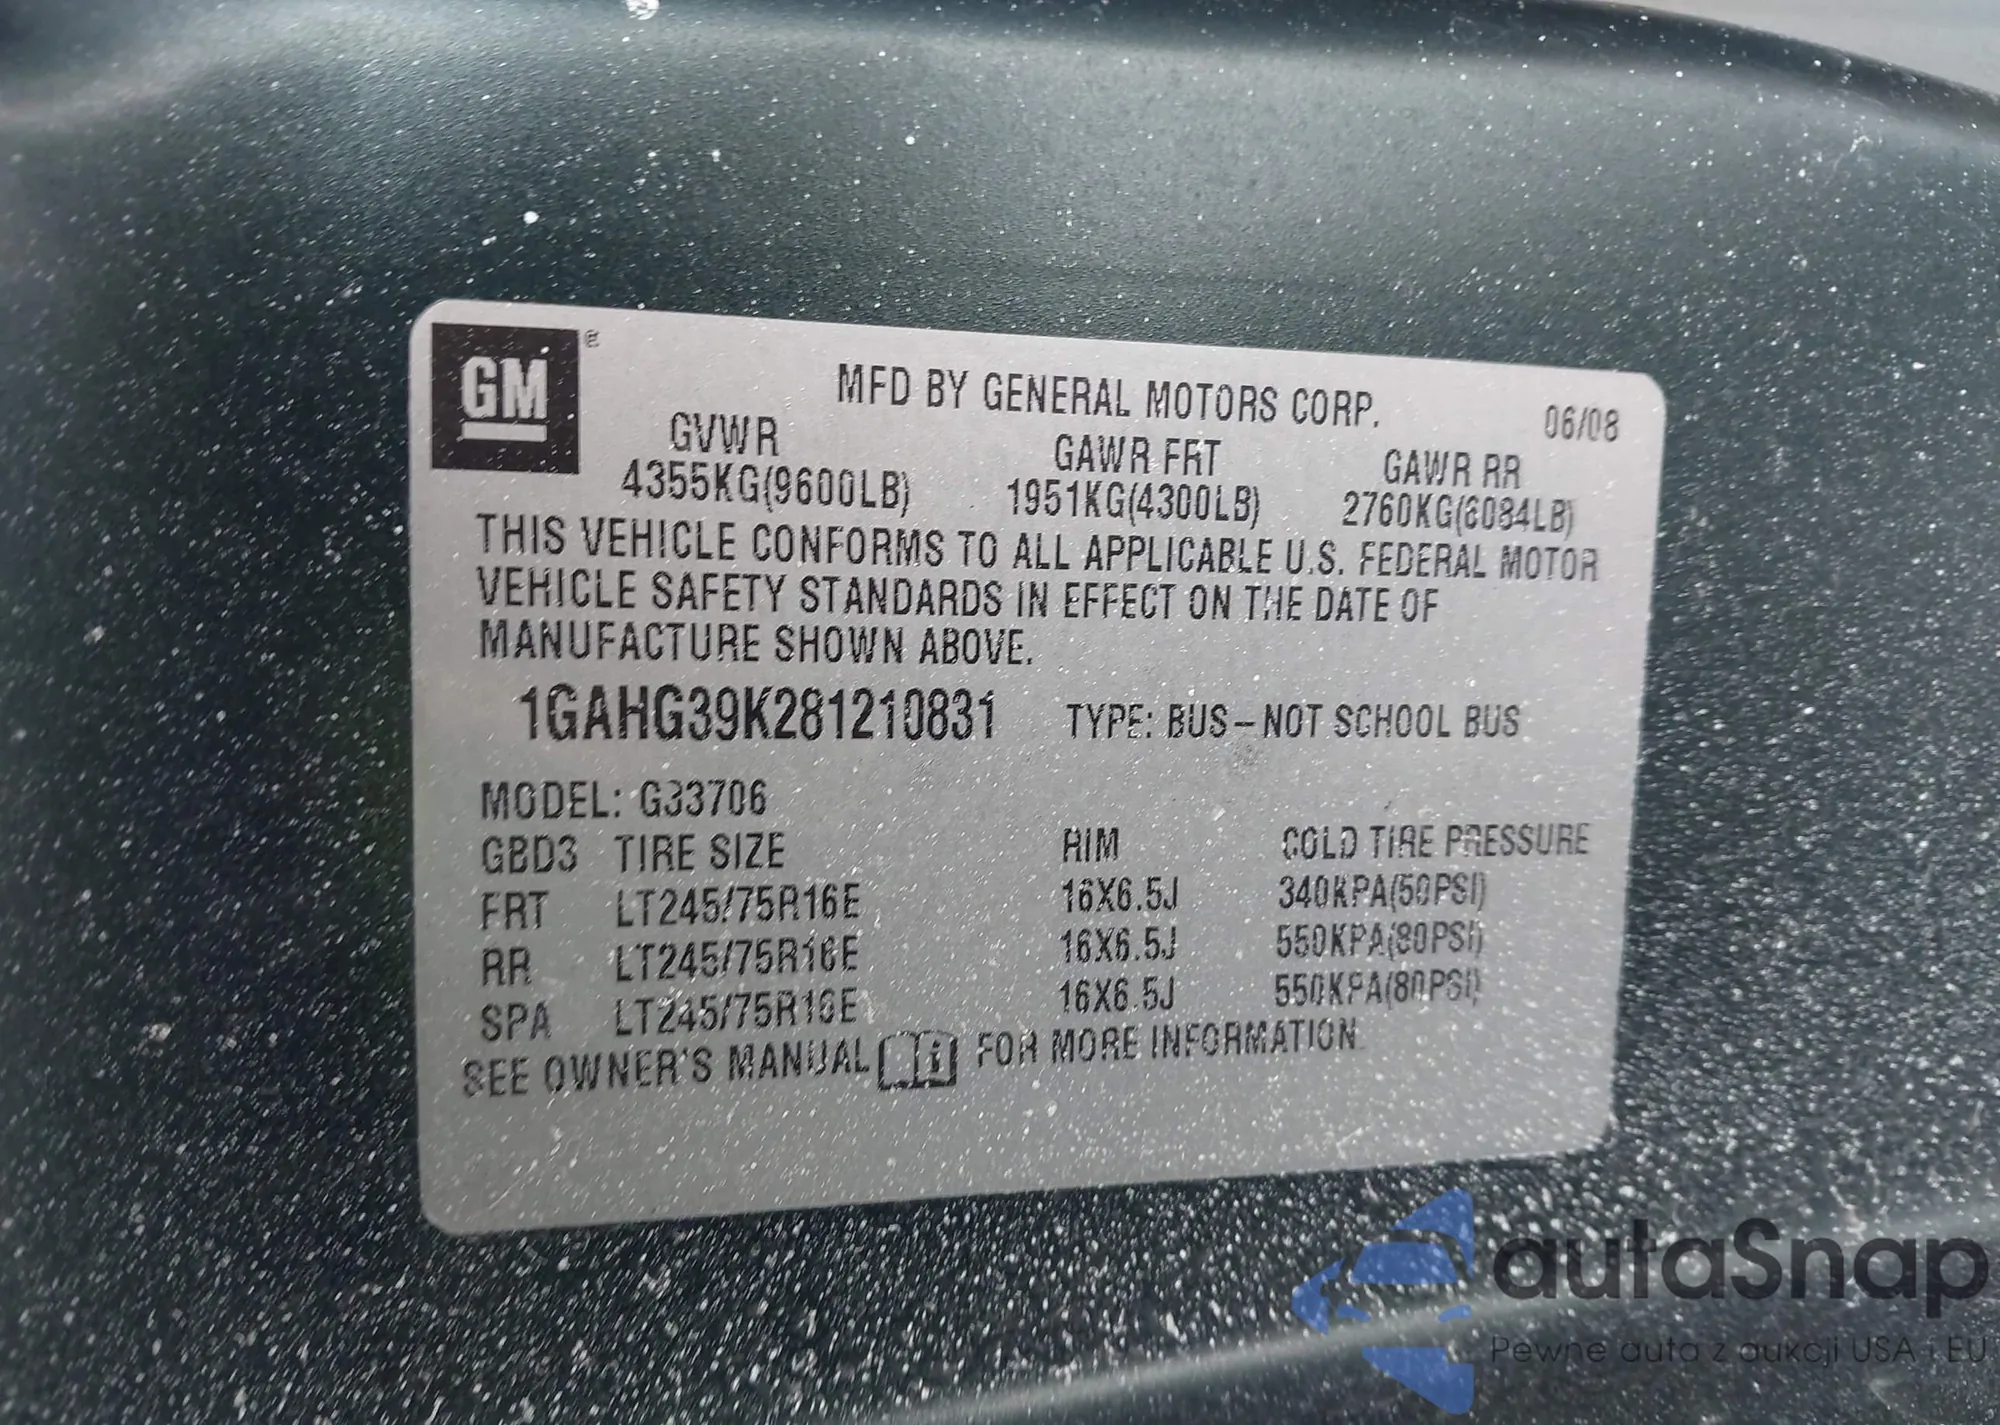 GM ®
MFD BY GENERAL MOTORS CORP. 06/08
GVWR GAWR FRT GAWR RR
4355KG(9600LB) 1951KG(4300LB) 2760KG(6084LB)
THIS VEHICLE CONFORMS TO ALL APPLICABLE U.S. FEDERAL MOTOR
VEHICLE SAFETY STANDARDS IN EFFECT ON THE DATE OF
MANUFACTURE SHOWN ABOVE.
1GAHG39K281210831 TYPE: BUS–NOT SCHOOL BUS
MODEL: G33706
GBD3 TIRE SIZE RIM COLD TIRE PRESSURE
FRT LT245/75R16E 16X6.5J 340KPA(50PSI)
RR LT245/75R16E 16X6.5J 550KPA(80PSI)
SPA LT245/75R16E 16X6.5J 550KPA(80PSI)
SEE OWNER'S MANUAL i FOR MORE INFORMATION.
autaSnap
Pewne auta z aukcji USA i EU